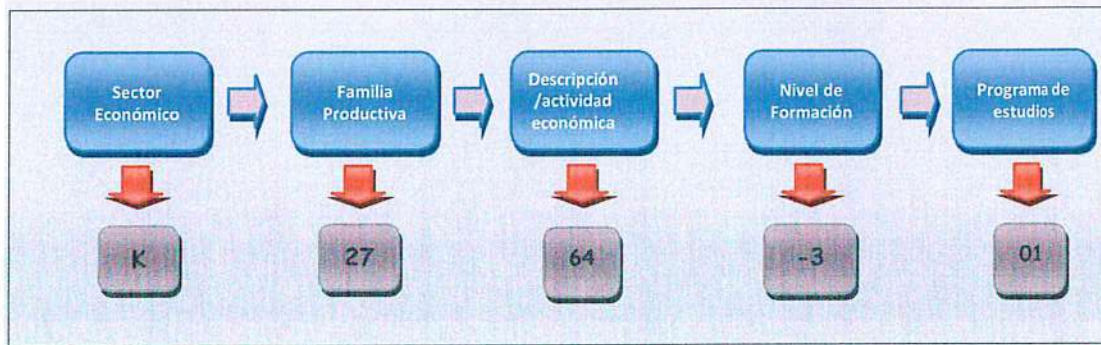 Sector
Económico
Familia
Productiva
Descripción
/actividad
económica
Nivel de
Formación
Programa de
estudios
K
27
64
-3
01